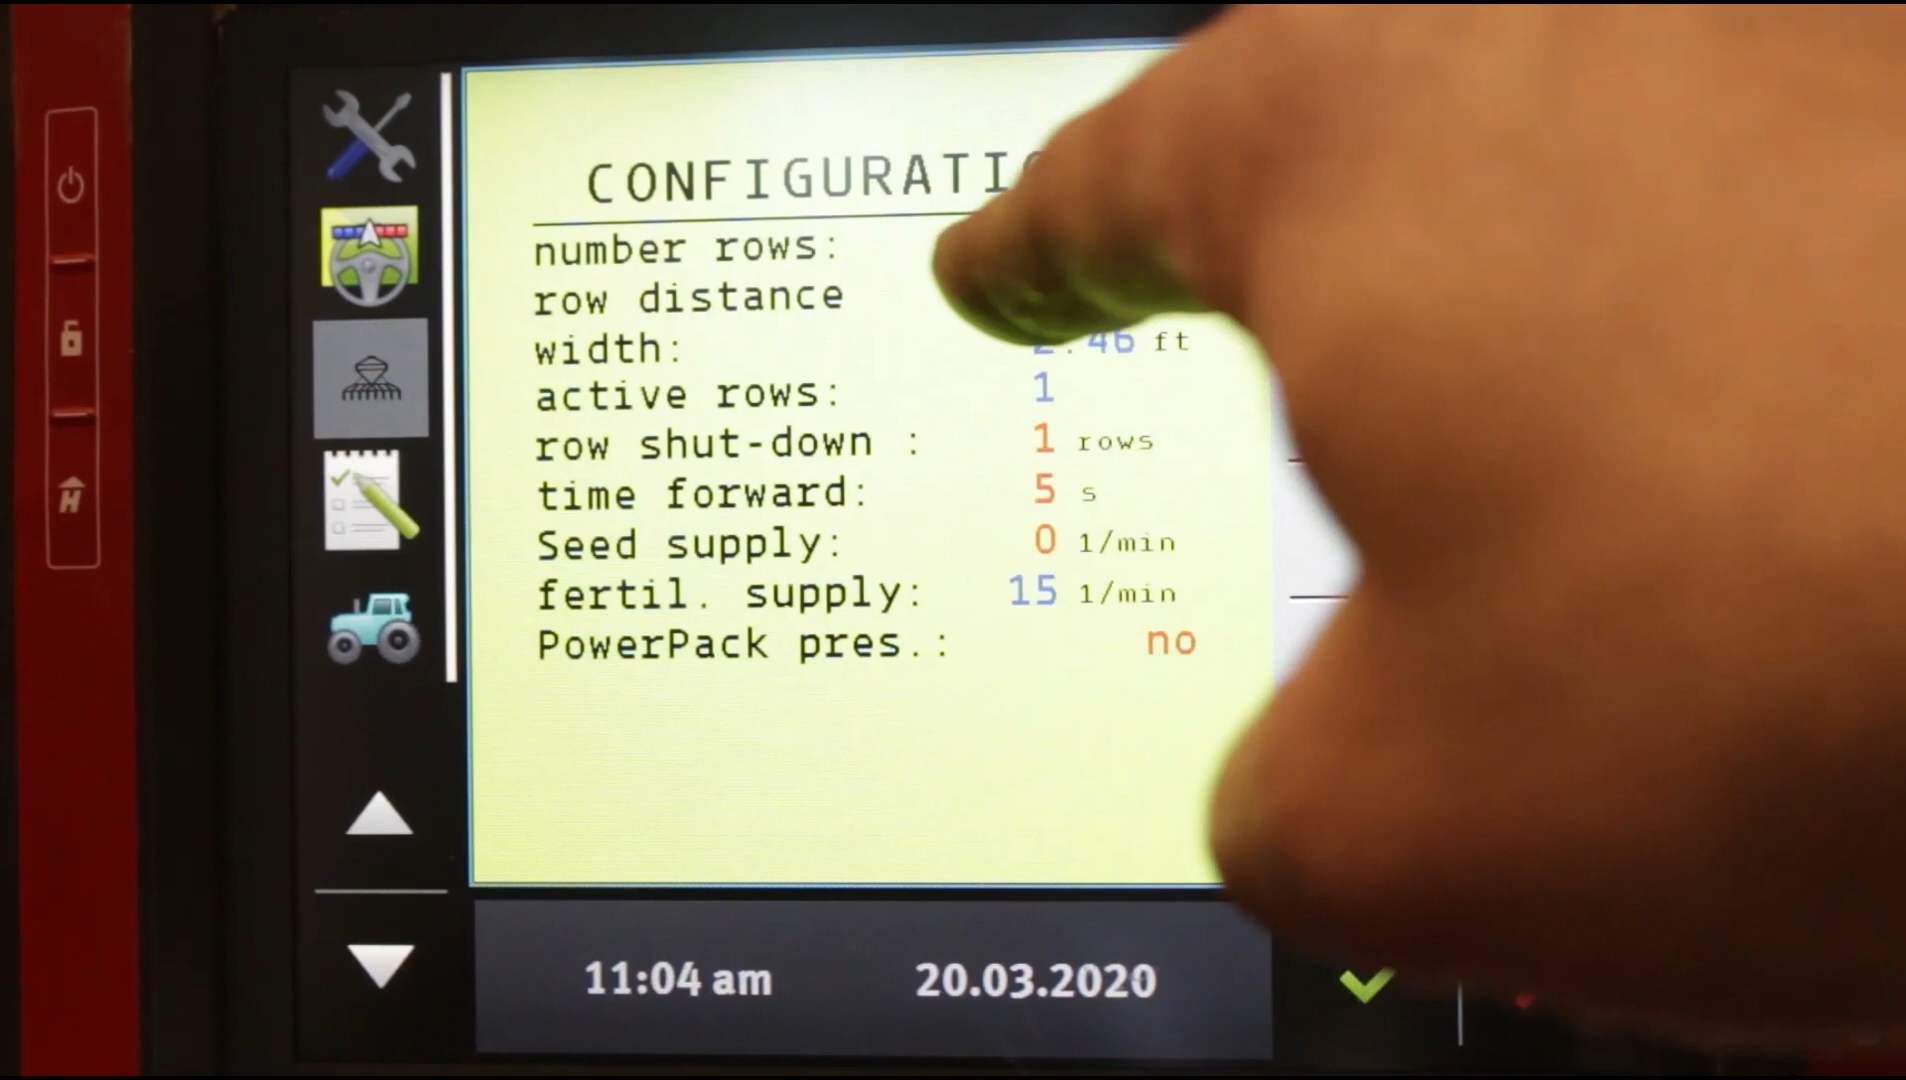 CONFIGURATI
number rows:
row distance
width: 2.46 ft
active rows: 1
row shut-down : 1 rows
time forward: 5 s
Seed supply: 0 1/min
fertil. supply: 15 1/min
PowerPack pres.: no
11:04 am 20.03.2020
H